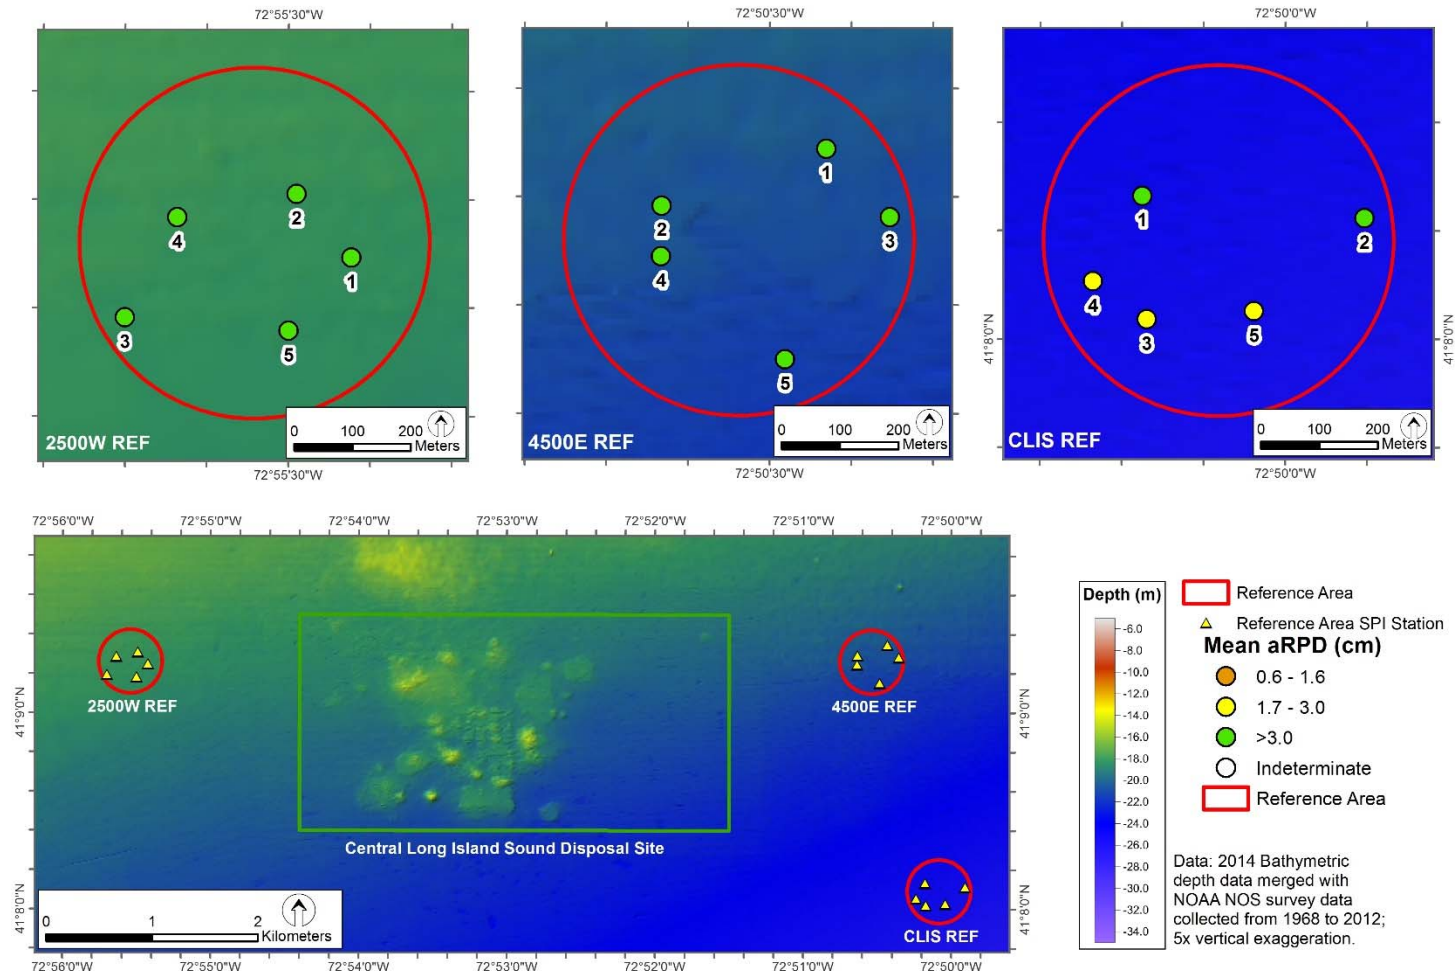 72°55'30"W
72°50'30"W
72°50'0"W
2
4
1
3
5
2500W REF
0 100 200
Meters
72°55'30"W
1
2
3
4
5
4500E REF
0 100 200
Meters
72°50'30"W
1
2
4
3
5
CLIS REF
0 100 200
Meters
72°50'0"W
41°8'0"N
41°8'0"N
72°56'0"W 72°55'0"W 72°54'0"W 72°53'0"W 72°52'0"W 72°51'0"W 72°50'0"W
41°9'0"N
41°9'0"N
2500W REF
4500E REF
Central Long Island Sound Disposal Site
41°8'0"N
41°8'0"N
0 1 2
Kilometers
CLIS REF
72°56'0"W 72°55'0"W 72°54'0"W 72°53'0"W 72°52'0"W 72°51'0"W 72°50'0"W
Depth (m)
-6.0
-8.0
-10.0
-12.0
-14.0
-16.0
-18.0
-20.0
-22.0
-24.0
-26.0
-28.0
-30.0
-32.0
-34.0
Reference Area
Reference Area SPI Station
Mean aRPD (cm)
0.6 - 1.6
1.7 - 3.0
>3.0
Indeterminate
Reference Area
Data: 2014 Bathymetric
depth data merged with
NOAA NOS survey data
collected from 1968 to 2012;
5x vertical exaggeration.